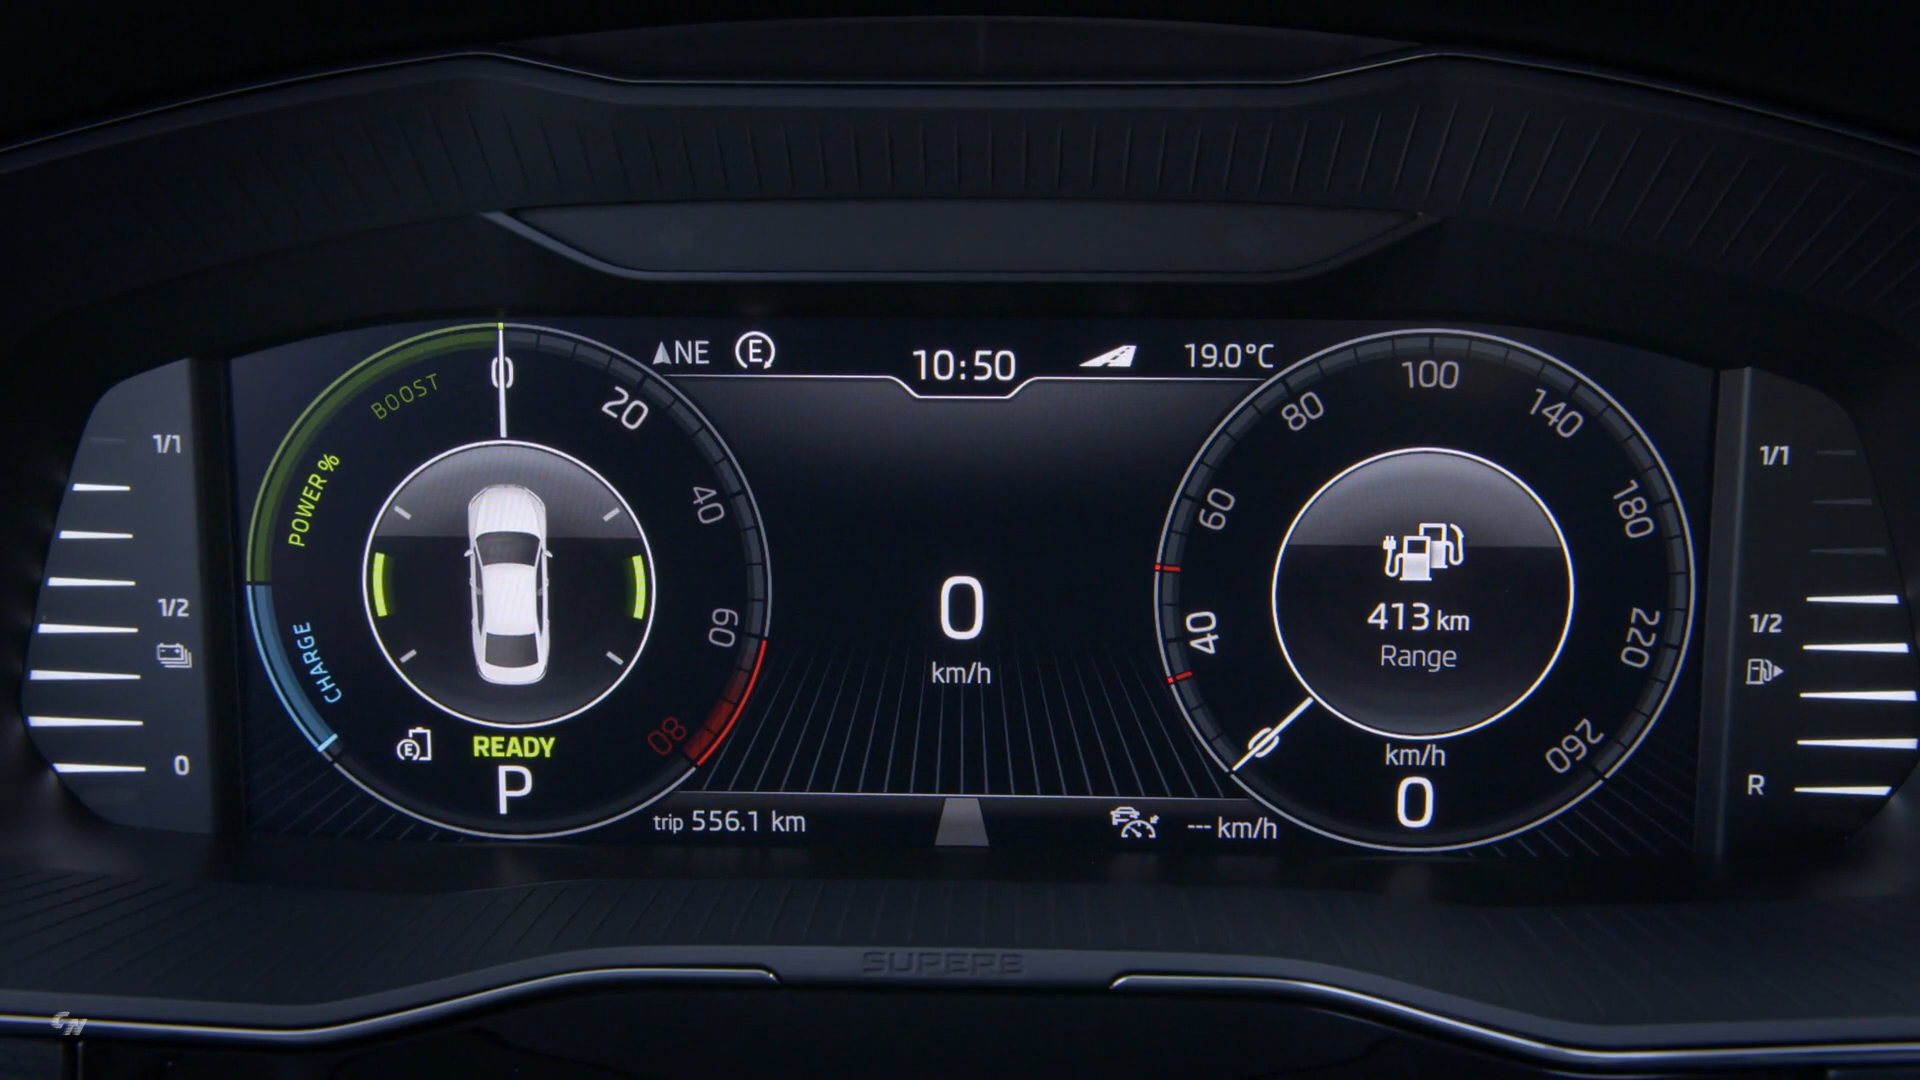 NE
E
10:50
19.0°C
1/1
1/2
0
BOOST
POWER%
CHARGE
0
20
40
60
80
E
READY
P
0
km/h
40
60
80
100
140
180
220
260
0
413 km
Range
km/h
0
1/1
1/2
R
trip 556.1 km
--- km/h
SUPERB
CN